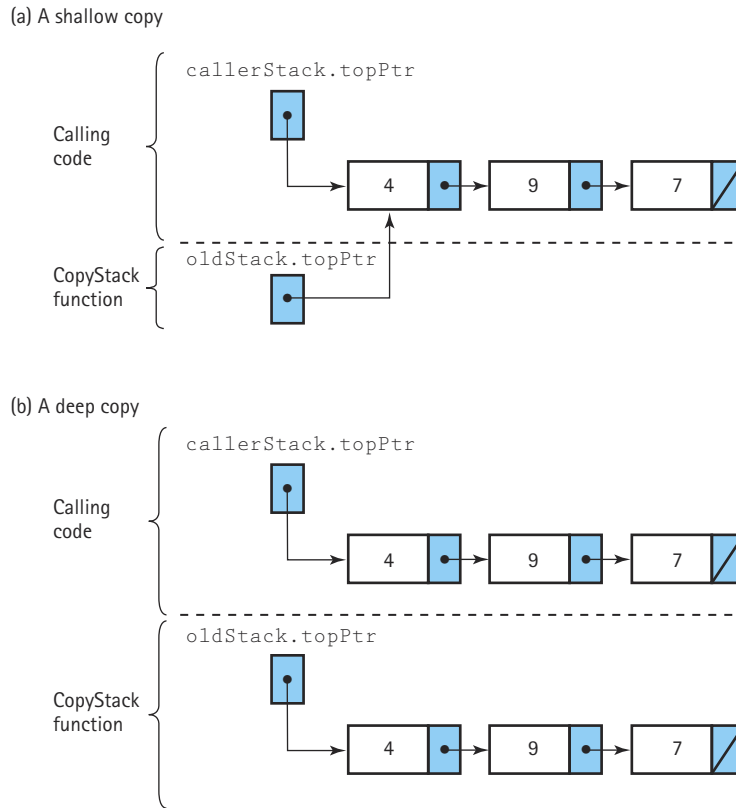 (a) A shallow copy
callerStack.topPtr
Calling
code
4
9
7
oldStack.topPtr
CopyStack
function
(b) A deep copy
callerStack.topPtr
Calling
code
4
9
7
oldStack.topPtr
CopyStack
function
4
9
7